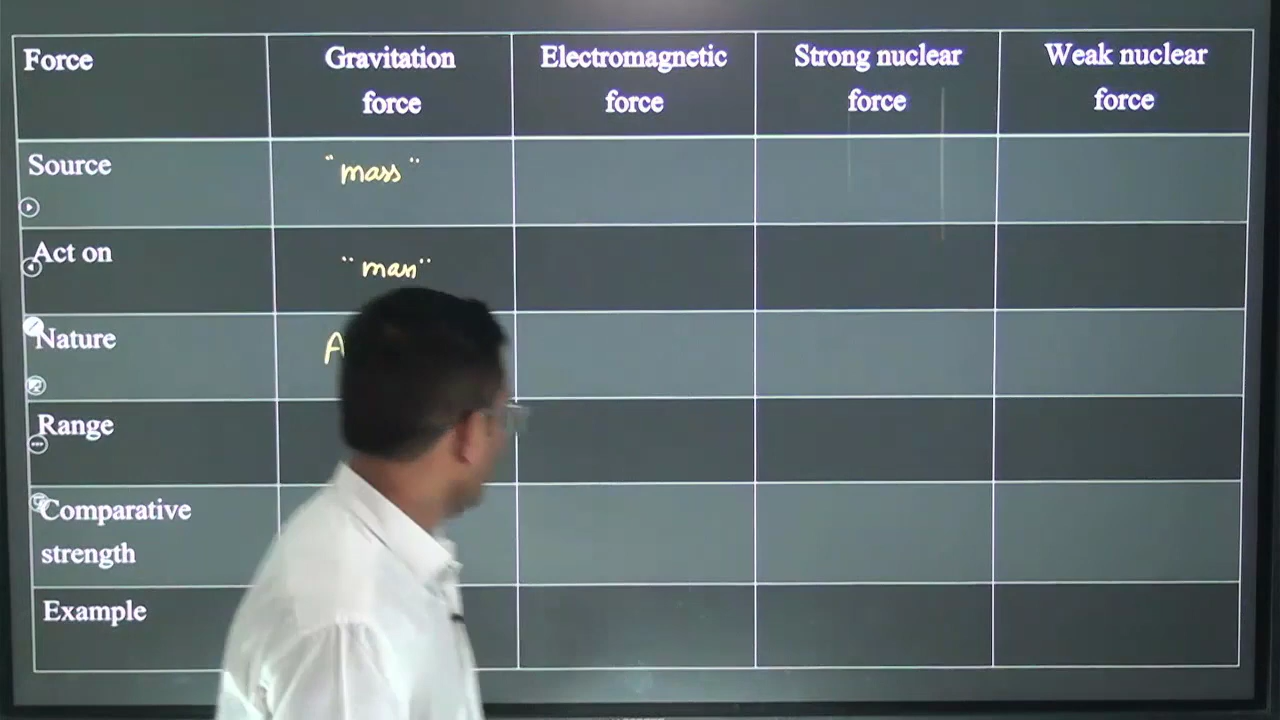 Force
Gravitation
force
Electromagnetic
force
Strong nuclear
force
Weak nuclear
force
Source
"mass"
Act on
"man"
Nature
A
Range
Comparative
strength
Example